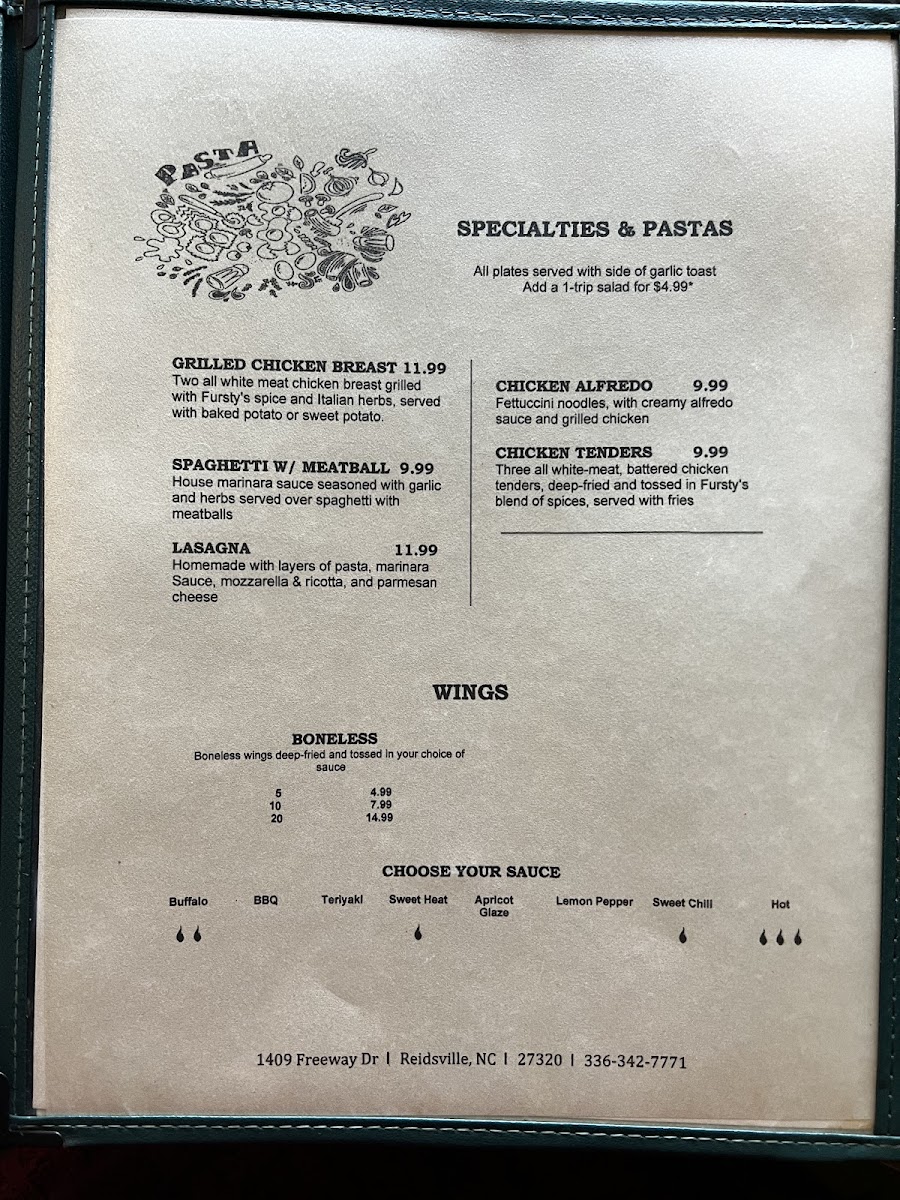 PASTA
SPECIALTIES & PASTAS
All plates served with side of garlic toast
Add a 1-trip salad for $4.99*
GRILLED CHICKEN BREAST 11.99
Two all white meat chicken breast grilled
with Fursty's spice and Italian herbs, served
with baked potato or sweet potato.
SPAGHETTI W/ MEATBALL 9.99
House marinara sauce seasoned with garlic
and herbs served over spaghetti with
meatballs
LASAGNA 11.99
Homemade with layers of pasta, marinara
Sauce, mozzarella & ricotta, and parmesan
cheese
CHICKEN ALFREDO 9.99
Fettuccini noodles, with creamy alfredo
sauce and grilled chicken
CHICKEN TENDERS 9.99
Three all white-meat, battered chicken
tenders, deep-fried and tossed in Fursty's
blend of spices, served with fries
WINGS
BONELESS
Boneless wings deep-fried and tossed in your choice of
sauce
5 4.99
10 7.99
20 14.99
CHOOSE YOUR SAUCE
Buffalo BBQ Teriyaki Sweet Heat Apricot Glaze Lemon Pepper Sweet Chili Hot
1409 Freeway Dr | Reidsville, NC | 27320 | 336-342-7771